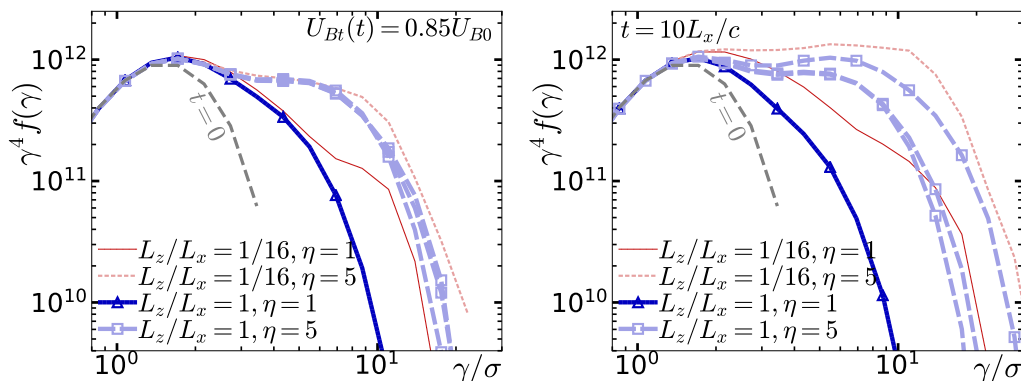 U_{Bt}(t) = 0.85U_{B0}
10^{12}
10^{11}
10^{10}
γ^4 f(γ)
t=0
L_z/L_x = 1/16, η=1
L_z/L_x = 1/16, η=5
L_z/L_x = 1, η=1
L_z/L_x = 1, η=5
10^0
10^1
γ/σ
t = 10L_x/c
10^{12}
10^{11}
10^{10}
γ^4 f(γ)
t=0
L_z/L_x = 1/16, η=1
L_z/L_x = 1/16, η=5
L_z/L_x = 1, η=1
L_z/L_x = 1, η=5
10^0
10^1
γ/σ